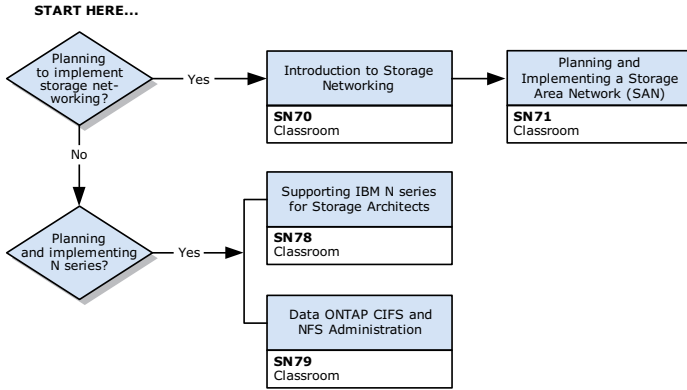 START HERE...
Planning
to implement
storage net-
working?
Yes
Introduction to Storage
Networking
SN70
Classroom
Planning and
Implementing a Storage
Area Network (SAN)
SN71
Classroom
No
Planning
and implementing
N series?
Yes
Supporting IBM N series
for Storage Architects
SN78
Classroom
Data ONTAP CIFS and
NFS Administration
SN79
Classroom